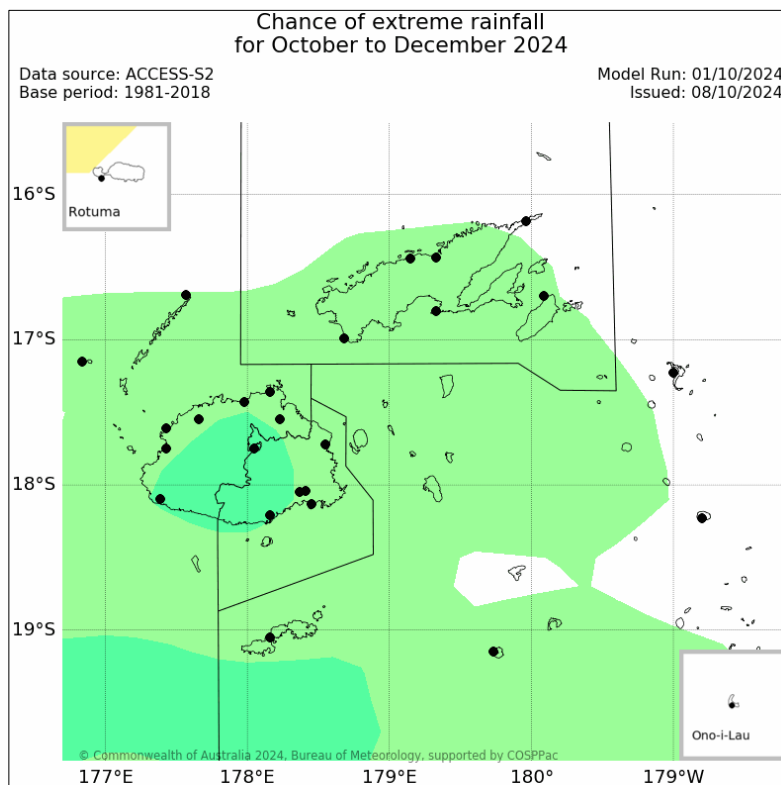 Chance of extreme rainfall
for October to December 2024
Data source: ACCESS-S2
Model Run: 01/10/2024
Base period: 1981-2018
Issued: 08/10/2024
Rotuma
16°S
17°S
18°S
19°S
Ono-i-Lau
© Commonwealth of Australia 2024, Bureau of Meteorology, supported by COSPPac
177°E
178°E
179°E
180°
179°W